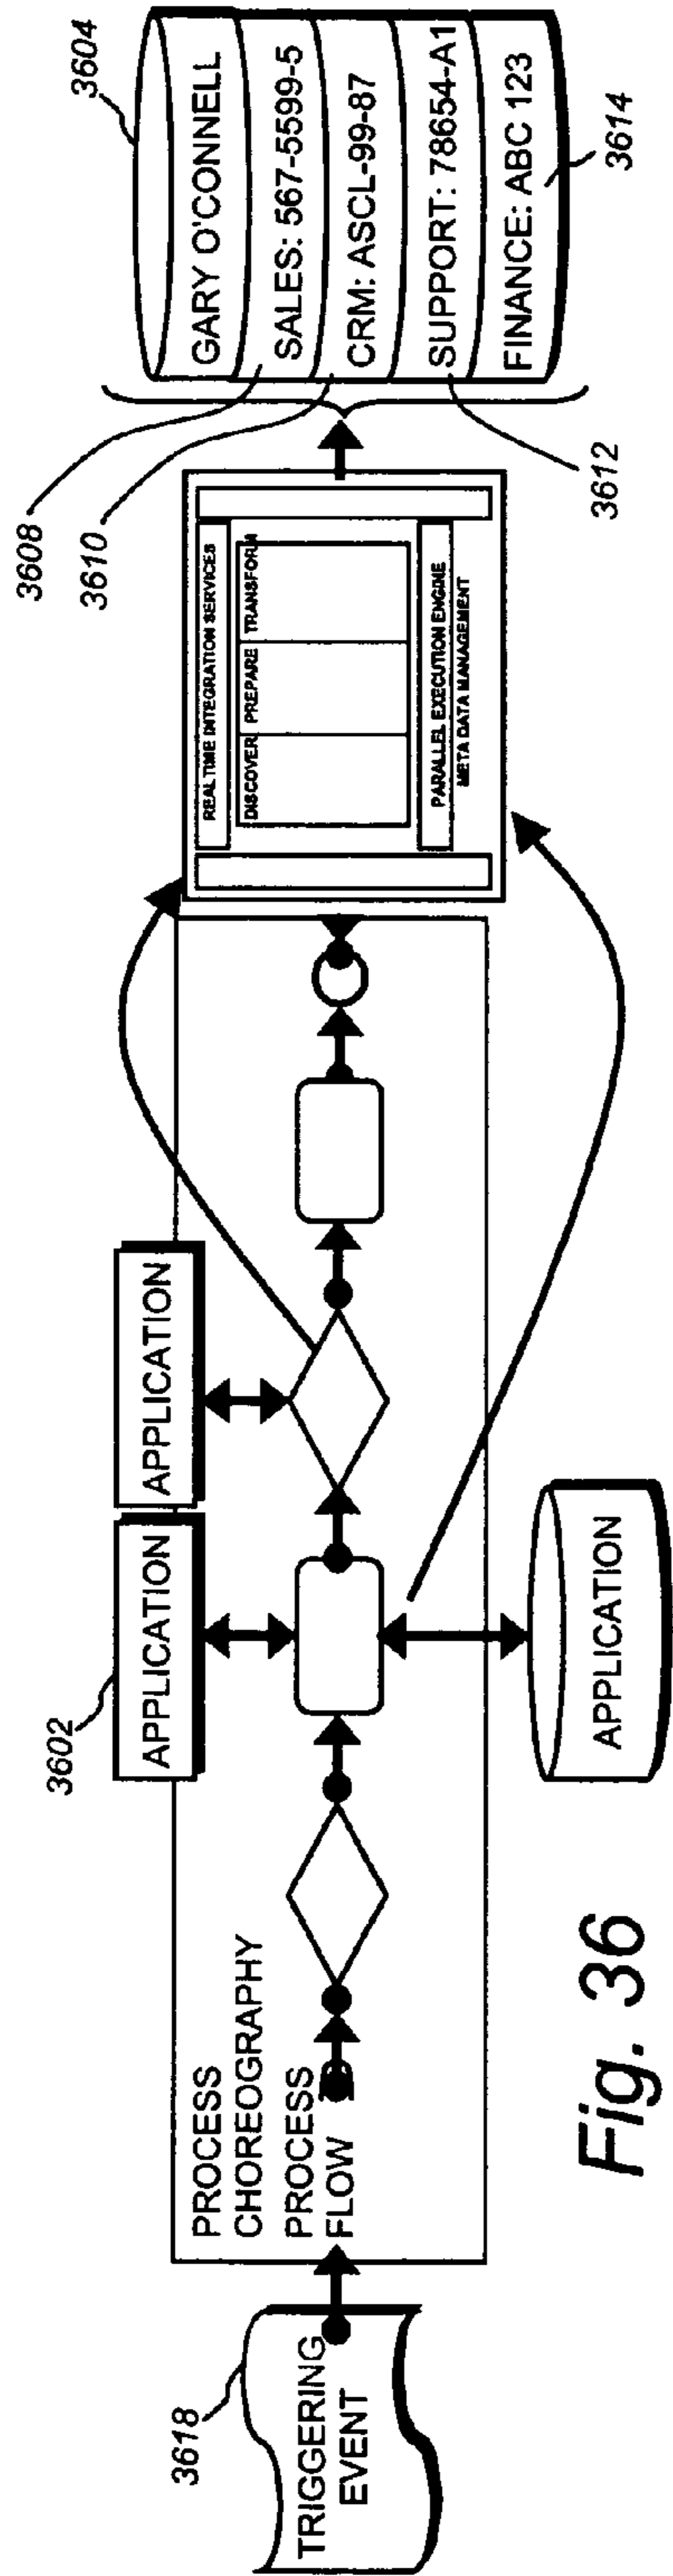 3618
TRIGGERING
EVENT
PROCESS
CHOREOGRAPHY
PROCESS
FLOW
3602
APPLICATION
APPLICATION
APPLICATION
REAL TIME INTEGRATION SERVICES
DISCOVER PREPARE TRANSFORM
PARALLEL EXECUTION ENGINE
META DATA MANAGEMENT
3608
3610
3604
GARY O'CONNELL
SALES: 567-5599-5
CRM: ASCL-99-87
SUPPORT: 78654-A1
FINANCE: ABC 123
3612
3614
Fig. 36